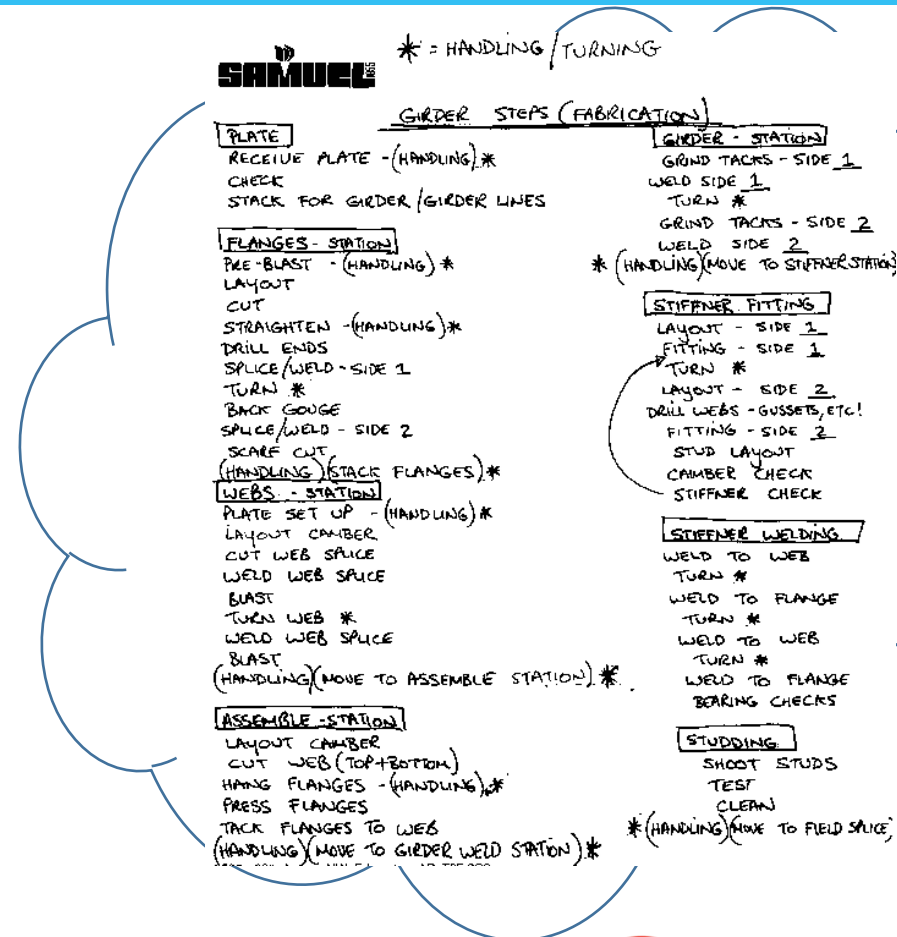 * = HANDLING/TURNING
SAMUEL
1855
GIRDER STEPS (FABRICATION)
PLATE
RECEIVE PLATE - (HANDLING) *
CHECK
STACK FOR GIRDER/GIRDER LINES
FLANGES - STATION
PRE-BLAST - (HANDLING) *
LAYOUT
CUT
STRAIGHTEN - (HANDLING) *
DRILL ENDS
SPLICE/WELD - SIDE 1
TURN *
BACK GOUGE
SPLICE/WELD - SIDE 2
SCARF CUT
(HANDLING)(STACK FLANGES) *
WEBS - STATION
PLATE SET UP - (HANDLING) *
LAYOUT CAMBER
CUT WEB SPLICE
WELD WEB SPLICE
BLAST
TURN WEB *
WELD WEB SPLICE
BLAST
(HANDLING)(MOVE TO ASSEMBLE STATION) *
ASSEMBLE - STATION
LAYOUT CAMBER
CUT WEB (TOP+BOTTOM)
HANG FLANGES - (HANDLING) *
PRESS FLANGES
TACK FLANGES TO WEB
(HANDLING)(MOVE TO GIRDER WELD STATION) *
GIRDER - STATION
GRIND TACKS - SIDE 1
WELD SIDE 1
TURN *
GRIND TACKS - SIDE 2
WELD SIDE 2
* (HANDLING)(MOVE TO STIFFNER STATION)
STIFFNER FITTING
LAYOUT - SIDE 1
FITTING - SIDE 1
TURN *
LAYOUT - SIDE 2
DRILL WEBS - GUSSETS, ETC!
FITTING - SIDE 2
STUD LAYOUT
CAMBER CHECK
STIFFNER CHECK
STIFFNER WELDING
WELD TO WEB
TURN *
WELD TO FLANGE
TURN *
WELD TO WEB
TURN *
WELD TO FLANGE
BEARING CHECKS
STUDDING
SHOOT STUDS
TEST
CLEAN
* (HANDLING)(MOVE TO FIELD SPLICE)